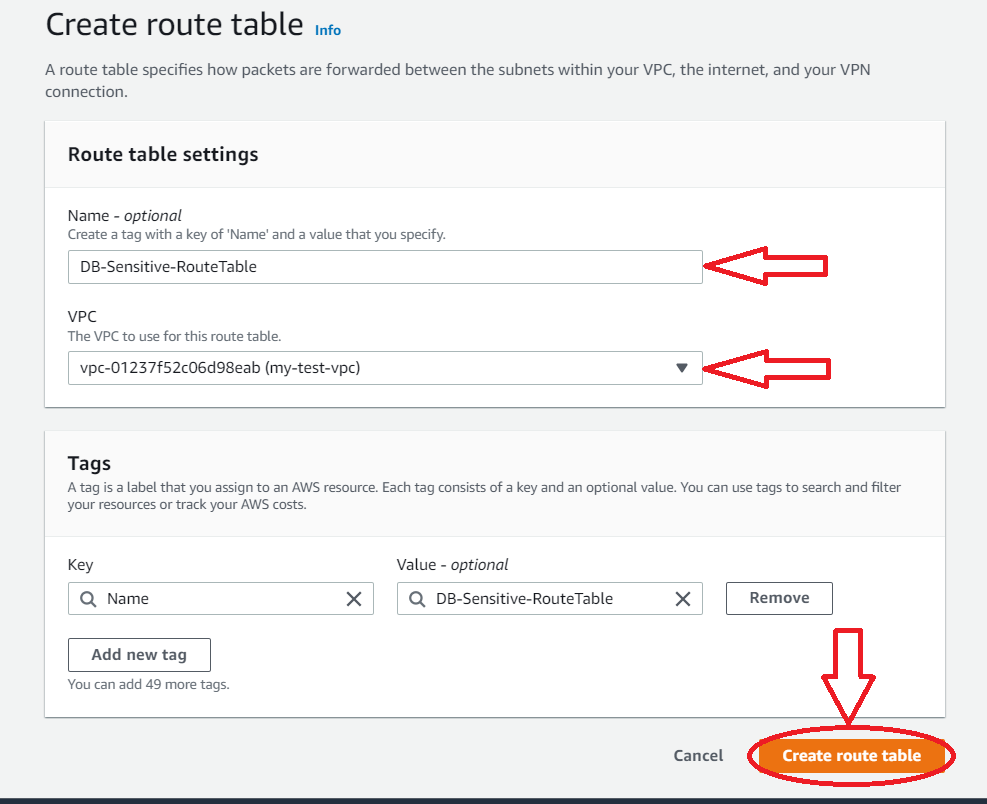 Create route table Info
A route table specifies how packets are forwarded between the subnets within your VPC, the internet, and your VPN
connection.
Route table settings
Name - optional
Create a tag with a key of 'Name' and a value that you specify.
DB-Sensitive-RouteTable
VPC
The VPC to use for this route table.
vpc-01237f52c06d98eab (my-test-vpc)
Tags
A tag is a label that you assign to an AWS resource. Each tag consists of a key and an optional value. You can use tags to search and filter
your resources or track your AWS costs.
Key Value - optional
Name DB-Sensitive-RouteTable Remove
Add new tag
You can add 49 more tags.
Cancel Create route table